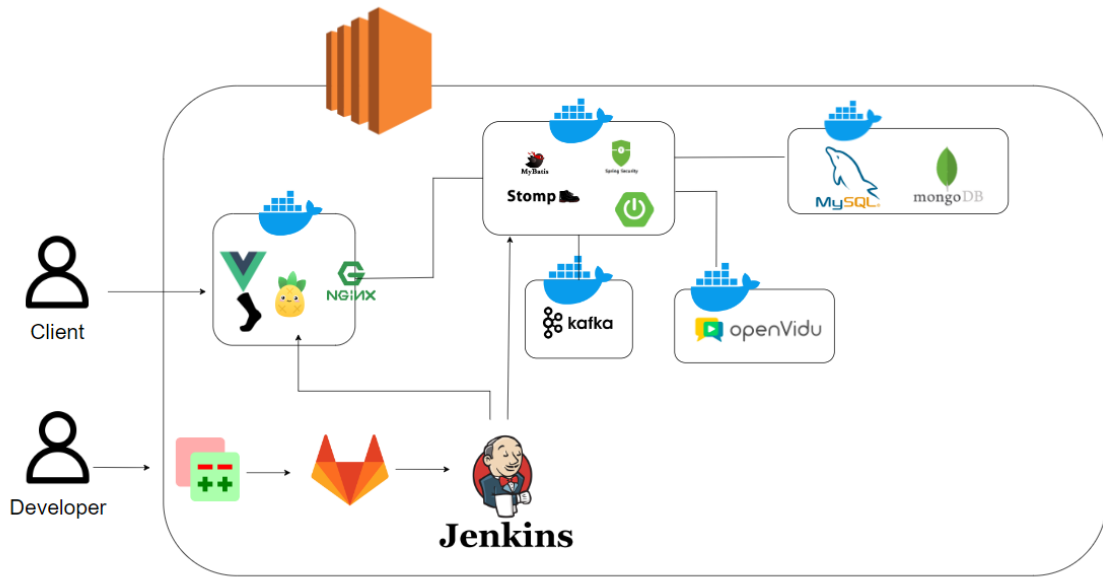 MyBatis
Spring Security
Stomp
MySQL
mongoDB
NGiNX
Client
kafka
openVidu
Developer
Jenkins